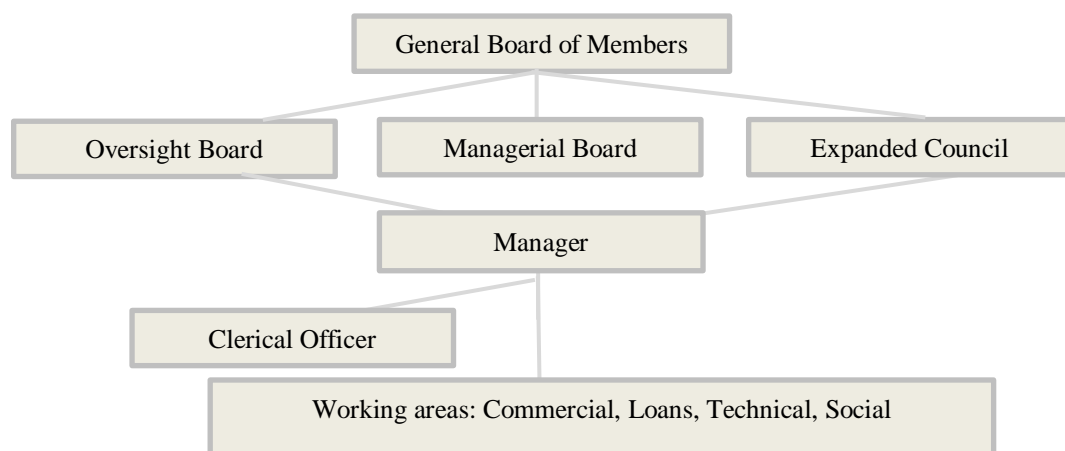 General Board of Members
Oversight Board
Managerial Board
Expanded Council
Manager
Clerical Officer
Working areas: Commercial, Loans, Technical, Social